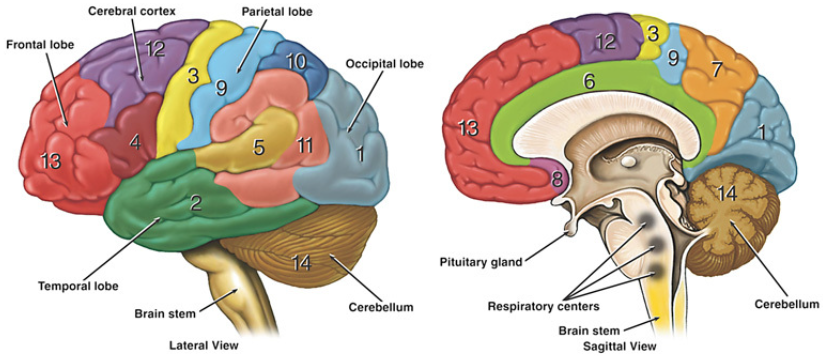 Cerebral cortex
Parietal lobe
Frontal lobe
Occipital lobe
12
3
10
9
4
5
11
13
1
2
14
Temporal lobe
Brain stem
Cerebellum
Lateral View
12
3
9
7
6
13
1
8
14
Pituitary gland
Respiratory centers
Cerebellum
Brain stem
Sagittal View